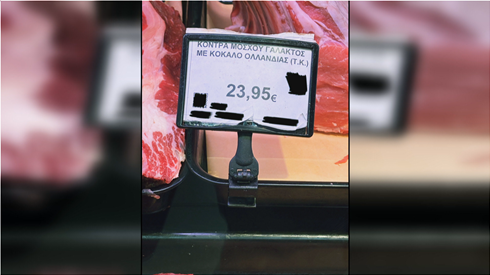 ΚΟΝΤΡΑ ΜΟΣΧΟΥ ΓΑΛΑΚΤΟΣ
ΜΕ ΚΟΚΑΛΟ ΟΛΛΑΝΔΙΑΣ (Τ.Κ.)
23,95€